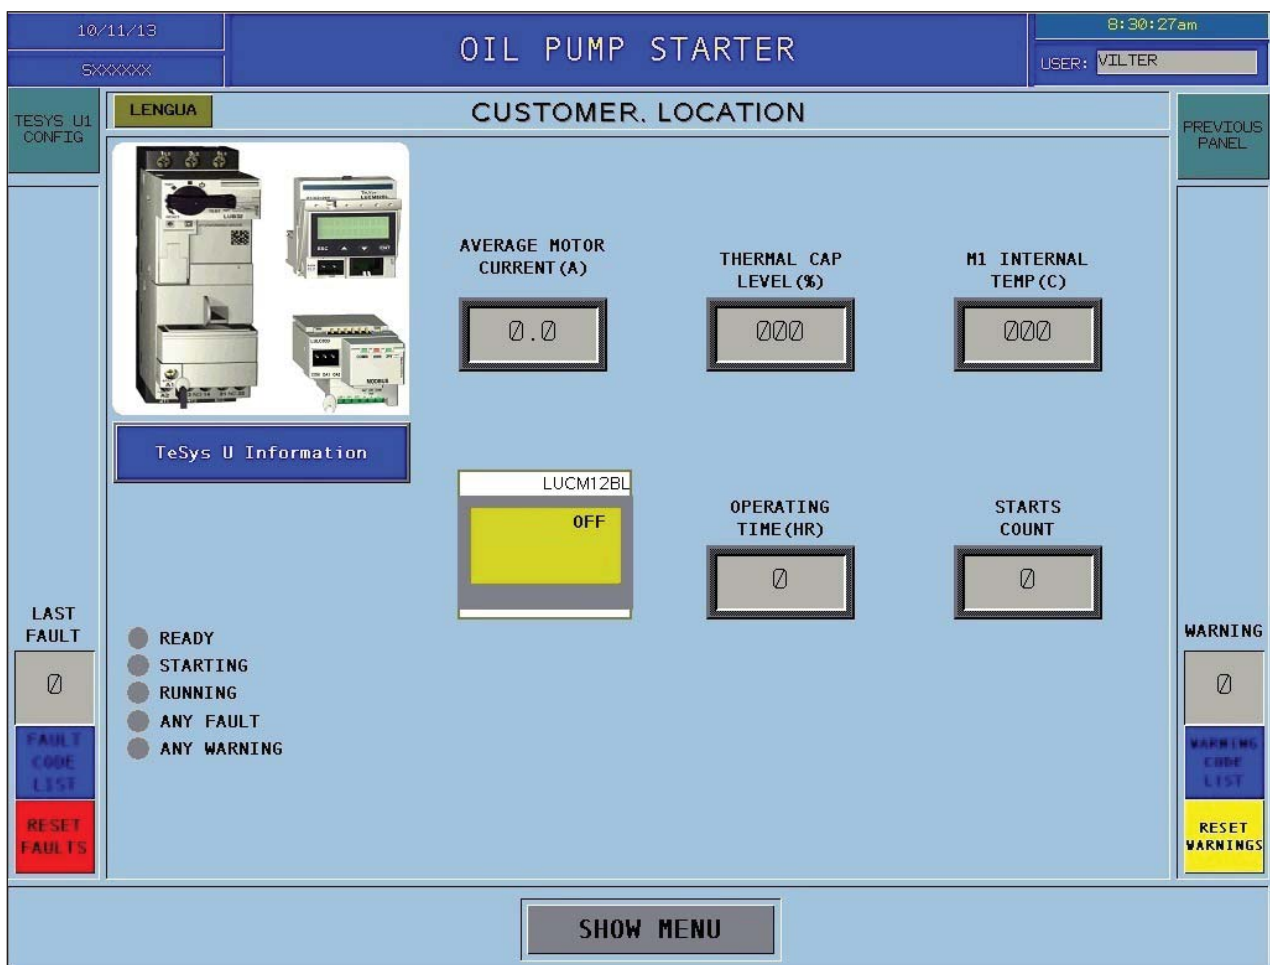 10/11/13
SXXXXXX
OIL PUMP STARTER
8:30:27am
USER: VILTER
TESYS U1
CONFIG
LENGUA
CUSTOMER. LOCATION
PREVIOUS
PANEL
AVERAGE MOTOR
CURRENT(A)
0.0
THERMAL CAP
LEVEL(%)
000
M1 INTERNAL
TEMP(C)
000
TeSys U Information
LUCM12BL
OFF
OPERATING
TIME(HR)
0
STARTS
COUNT
0
LAST
FAULT
0
FAULT
CODE
LIST
RESET
FAULTS
READY
STARTING
RUNNING
ANY FAULT
ANY WARNING
WARNING
0
WARNING
CODE
LIST
RESET
WARNINGS
SHOW MENU